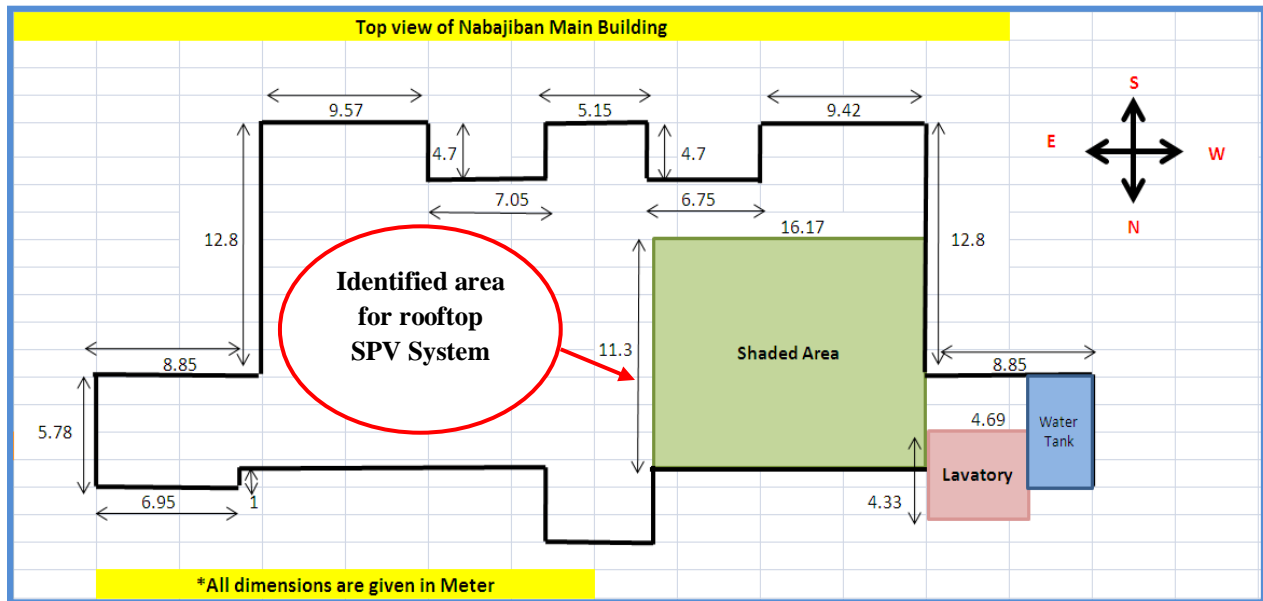 Top view of Nabajiban Main Building
S
E
W
N
9.57
5.15
9.42
4.7
4.7
7.05
6.75
12.8
12.8
16.17
Identified area
for rooftop
SPV System
11.3
Shaded Area
8.85
8.85
5.78
4.69
Water
Tank
Lavatory
6.95
1
4.33
*All dimensions are given in Meter